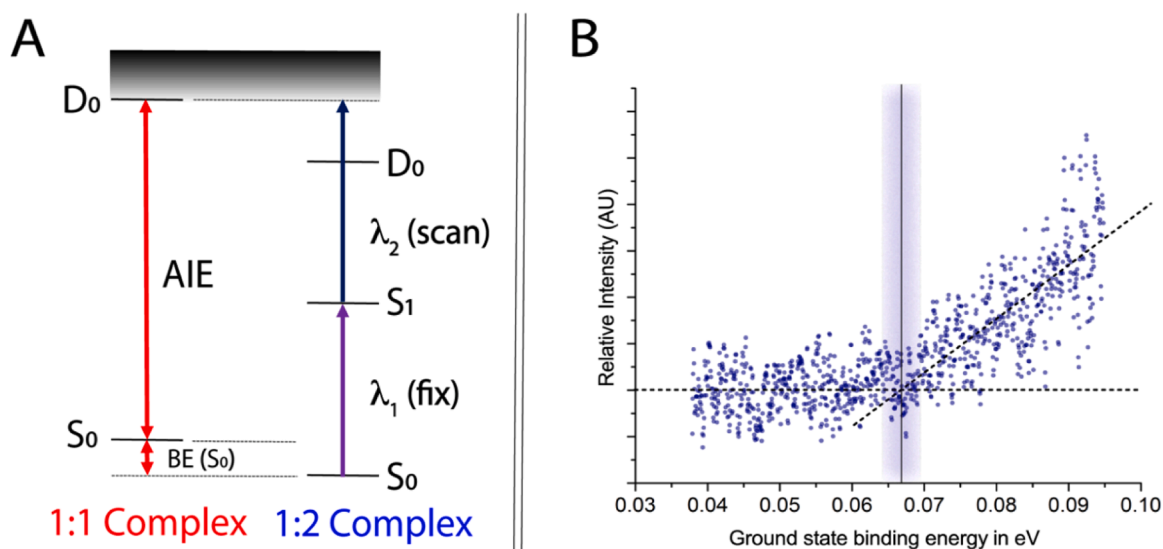 A
D₀
D₀
AIE
λ₂ (scan)
S₁
λ₁ (fix)
S₀
BE (S₀)
S₀
1:1 Complex
1:2 Complex
B
Relative Intensity (AU)
0.03 0.04 0.05 0.06 0.07 0.08 0.09 0.10
Ground state binding energy in eV